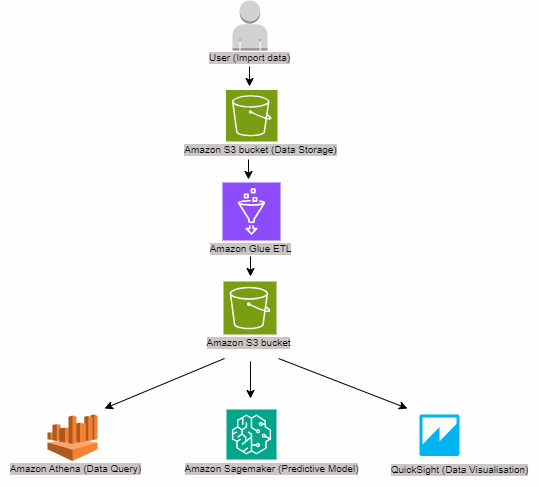 User (Import data)
Amazon S3 bucket (Data Storage)
Amazon Glue ETL
Amazon S3 bucket
Amazon Athena (Data Query)
Amazon Sagemaker (Predictive Model)
QuickSight (Data Visualisation)